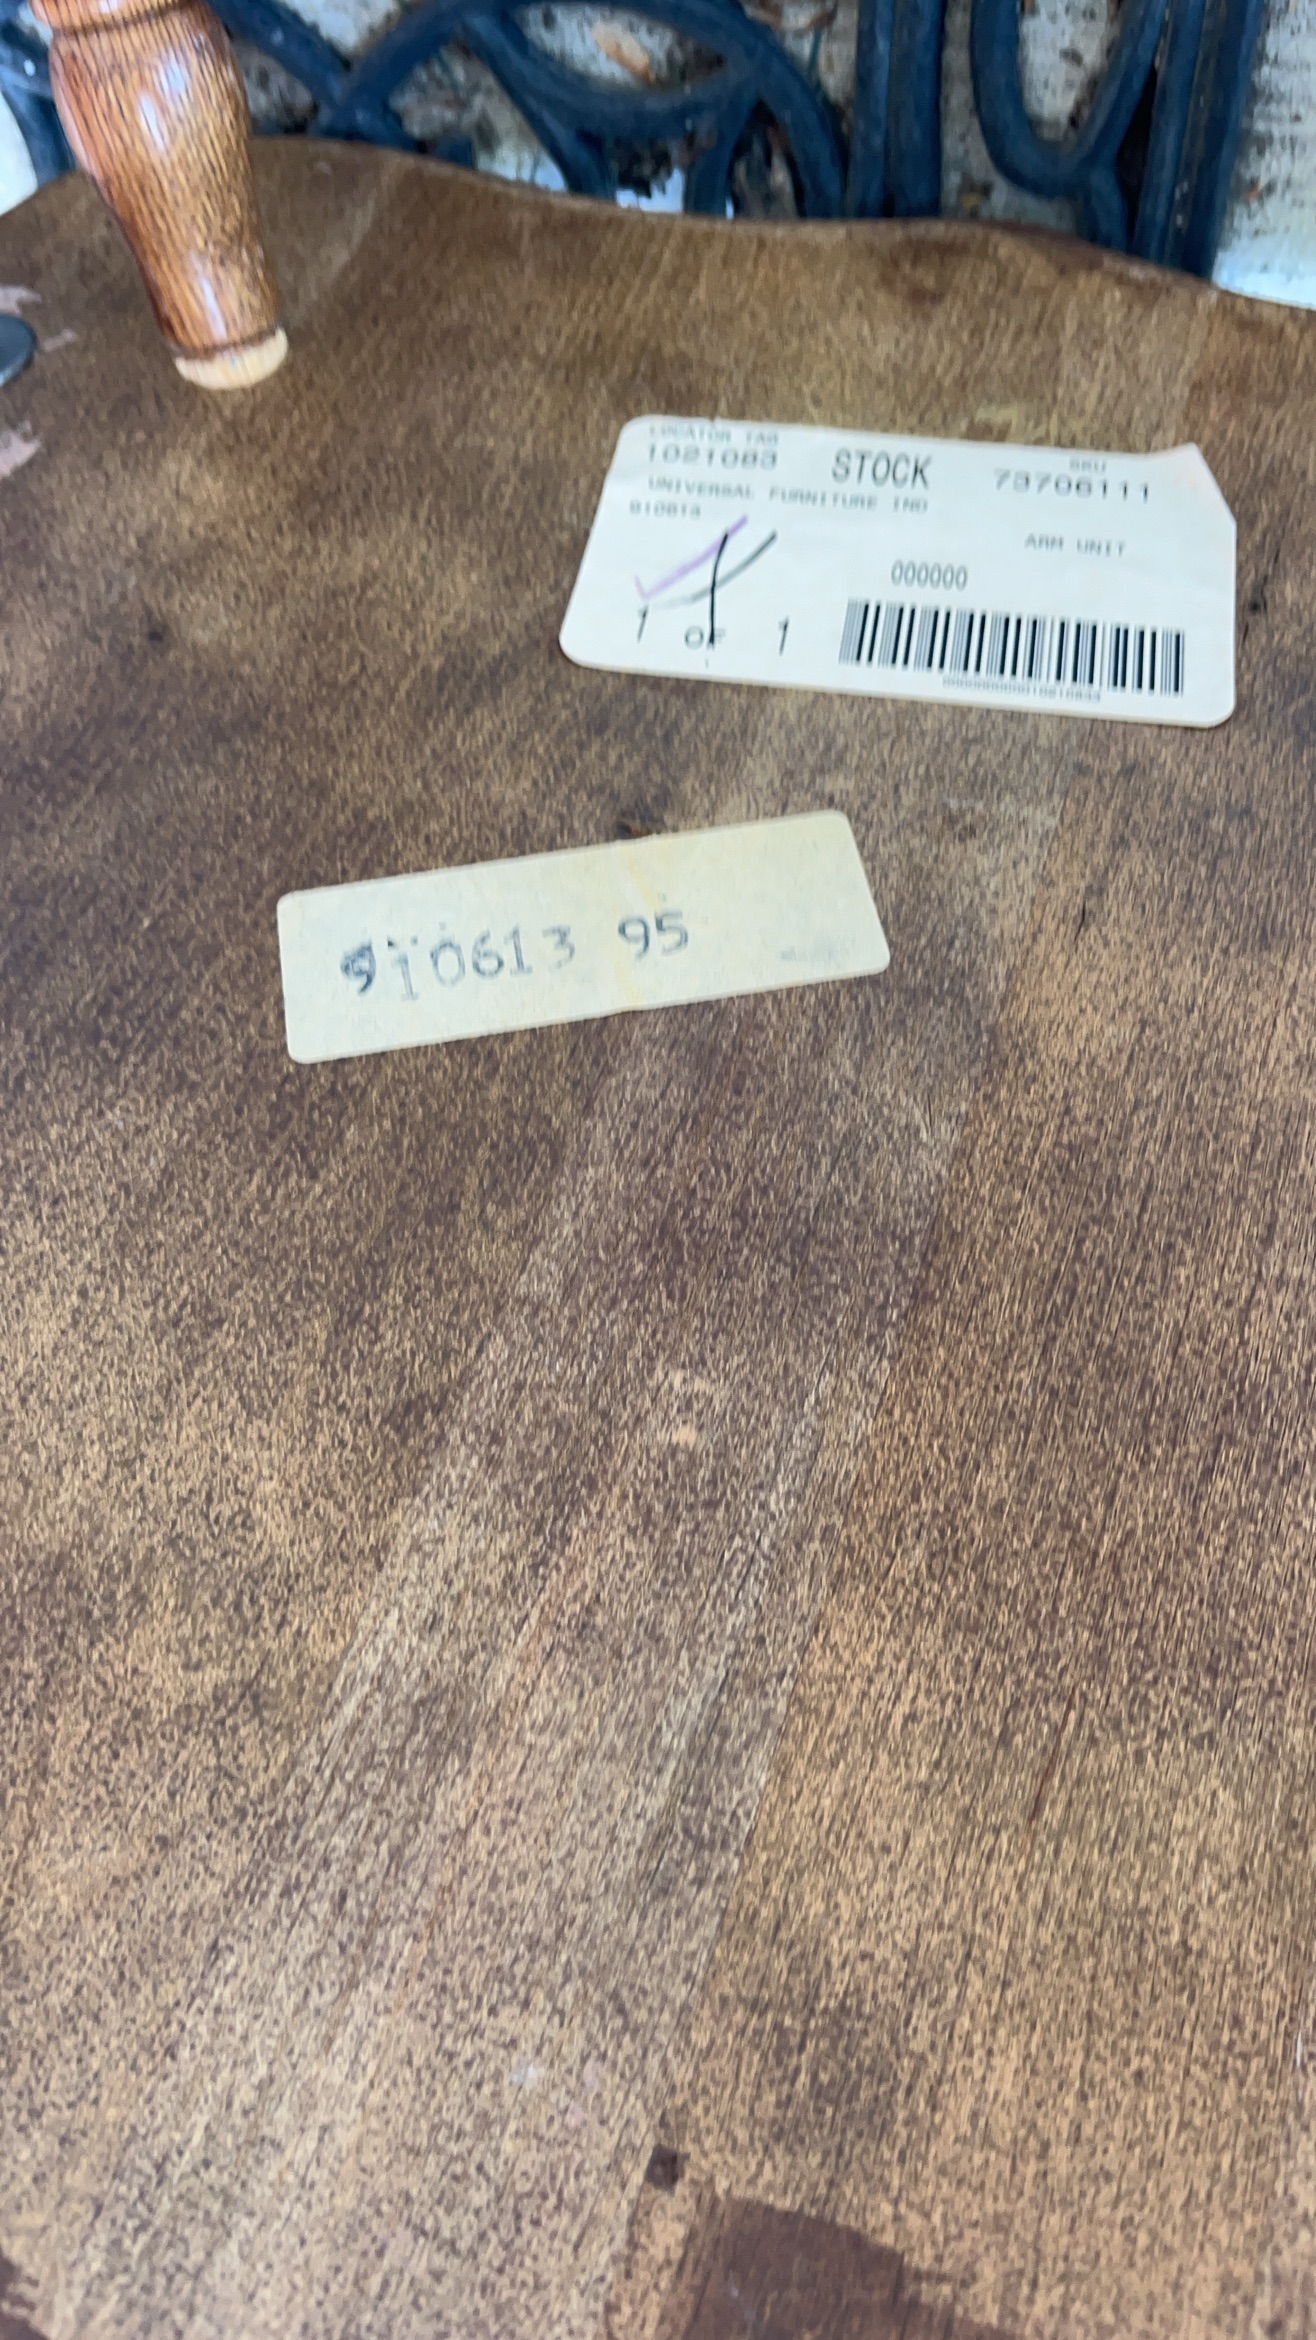 LOCATOR TAG
1021083 STOCK SKU 73706111
UNIVERSAL FURNITURE IND
910613
ARM UNIT
000000
1 OF 1
910613 95